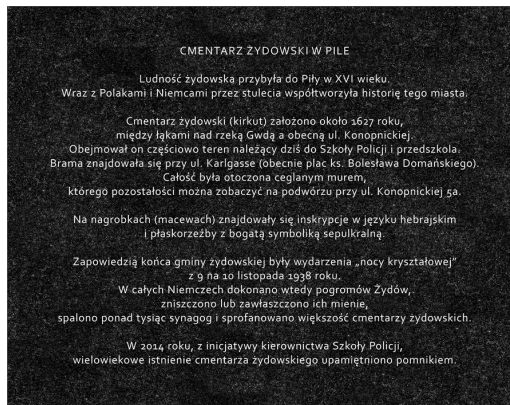 CMENTARZ ŻYDOWSKI W PILE
Ludność żydowska przybyła do Piły w XVI wieku.
Wraz z Polakami i Niemcami przez stulecia współtworzyła historię tego miasta.
Cmentarz żydowski (kirkut) założono około 1627 roku,
między łąkami nad rzeką Gwdą a obecną ul. Konopnickiej.
Obejmował on częściowo teren należący dziś do Szkoły Policji i przedszkola.
Brama znajdowała się przy ul. Karlgasse (obecnie plac ks. Bolesława Domańskiego).
Całość była otoczona ceglanym murem,
którego pozostałości można zobaczyć na podwórzu przy ul. Konopnickiej 5a.
Na nagrobkach (macewach) znajdowały się inskrypcje w języku hebrajskim
i płaskorzeźby z bogatą symboliką sepulkralną.
Zapowiedzią końca gminy żydowskiej były wydarzenia „nocy kryształowej”
z 9 na 10 listopada 1938 roku.
W całych Niemczech dokonano wtedy pogromów Żydów,
zniszczono lub zawłaszczono ich mienie,
spalono ponad tysiąc synagog i sprofanowano większość cmentarzy żydowskich.
W 2014 roku, z inicjatywy kierownictwa Szkoły Policji,
wielowiekowe istnienie cmentarza żydowskiego upamiętniono pomnikiem.